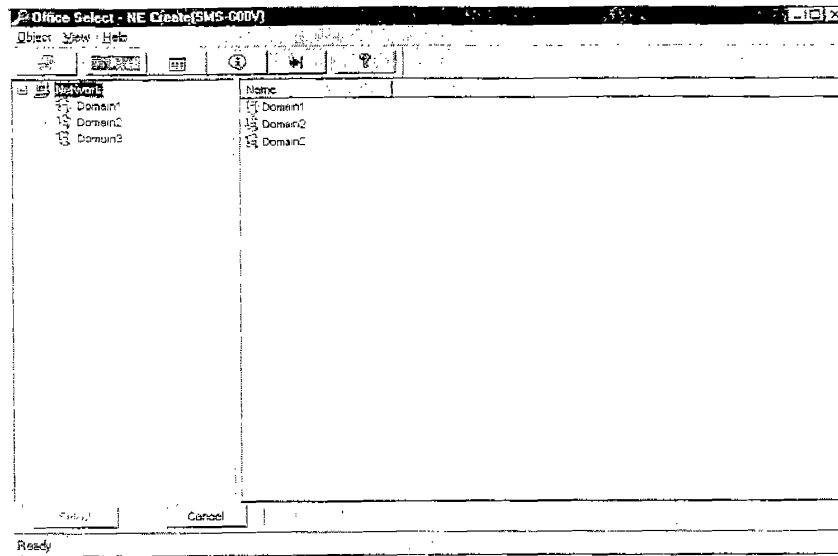 Office Select - NE Create[SMS-600V]
Object View Help
Network
Domain1
Domain2
Domain3
Name
Domain1
Domain2
Cancel
Ready